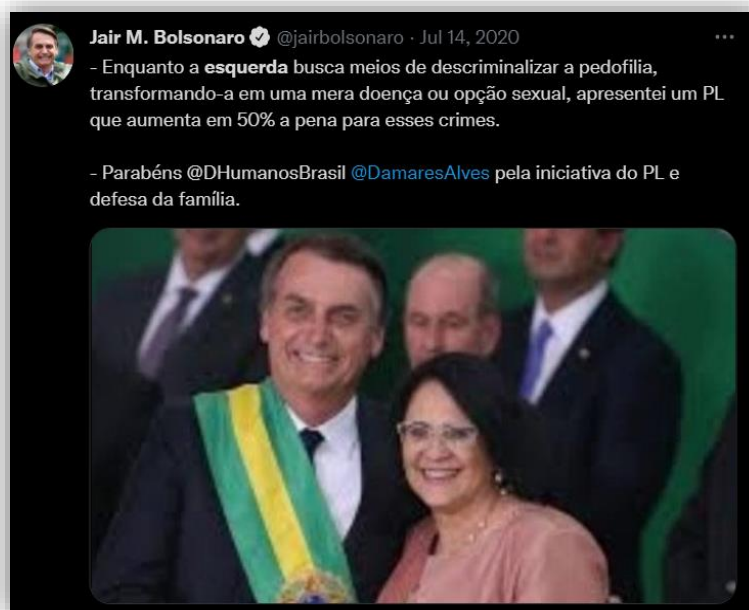 Jair M. Bolsonaro @jairbolsonaro · Jul 14, 2020
- Enquanto a esquerda busca meios de descriminalizar a pedofilia,
transformando-a em uma mera doença ou opção sexual, apresentei um PL
que aumenta em 50% a pena para esses crimes.
- Parabéns @DHumanosBrasil @DamaresAlves pela iniciativa do PL e
defesa da família.